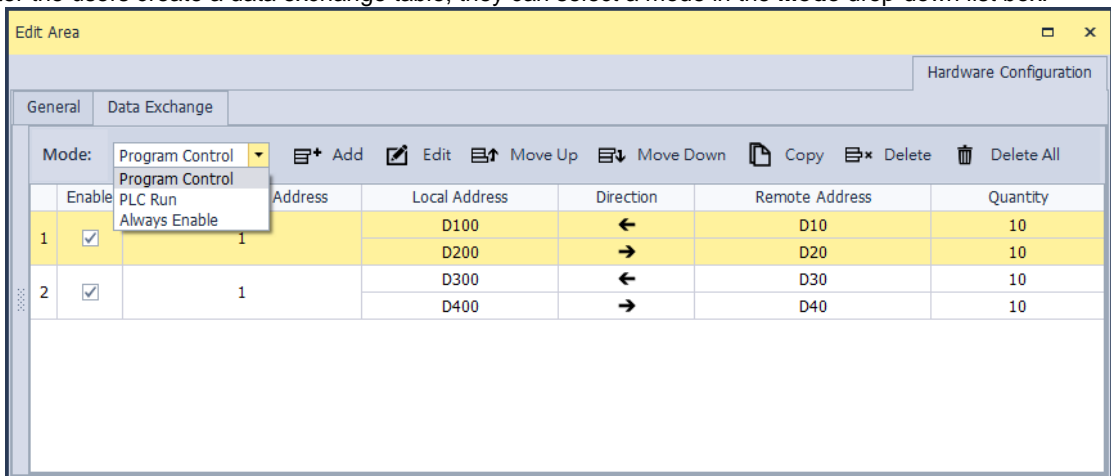 Edit Area
Hardware Configuration
General Data Exchange
Mode: Program Control Add Edit Move Up Move Down Copy Delete Delete All
Program Control
PLC Run
Always Enable
Enable Address Local Address Direction Remote Address Quantity
1 1 D100 ← D10 10
D200 → D20 10
2 1 D300 ← D30 10
D400 → D40 10